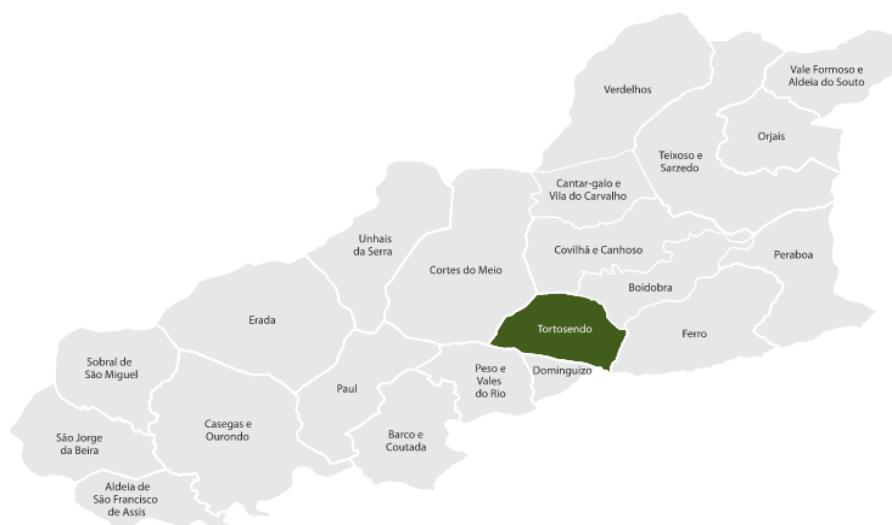 Vale Formoso e
Aldeia do Souto
Verdelhos
Orjais
Teixoso e
Sarzedo
Cantar-galo e
Vila do Carvalho
Unhais
da Serra
Covilhã e Canhoso
Peraboa
Cortes do Meio
Boidobra
Erada
Tortosendo
Ferro
Sobral de
São Miguel
Peso e
Vales
do Rio
Dominguizo
Paul
Casegas e
Ourondo
Barco e
Coutada
São Jorge
da Beira
Aldeia de
São Francisco
de Assis